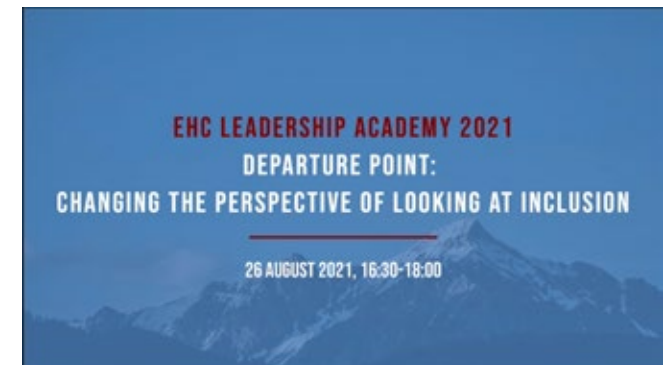 EHC LEADERSHIP ACADEMY 2021
DEPARTURE POINT:
CHANGING THE PERSPECTIVE OF LOOKING AT INCLUSION
26 AUGUST 2021, 16:30-18:00